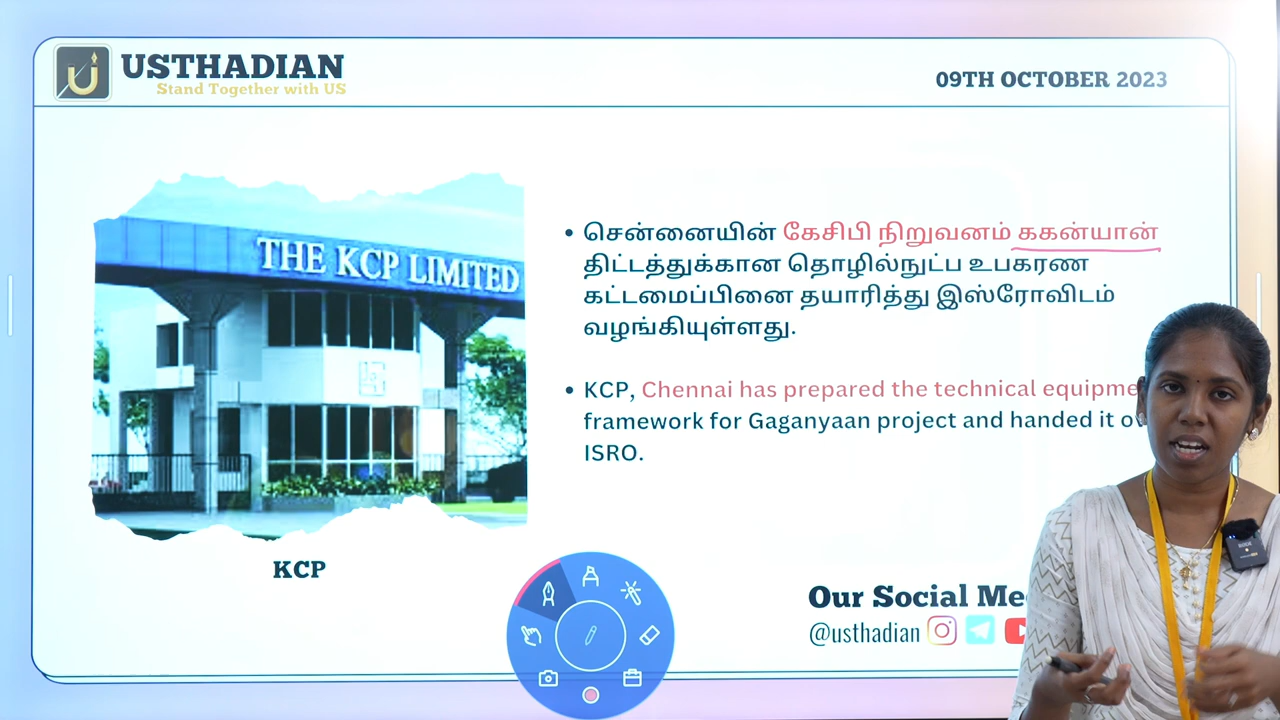 USTHADIAN
Stand Together with US
09TH OCTOBER 2023
THE KCP LIMITED
• சென்னையின் கேசிபி நிறுவனம் ககன்யான்
திட்டத்துக்கான தொழில்நுட்ப உபகரண
கட்டமைப்பினை தயாரித்து இஸ்ரோவிடம்
வழங்கியுள்ளது.
• KCP, Chennai has prepared the technical
framework for Gaganyaan project and handed it
ISRO.
KCP
Our Social
@usthadian